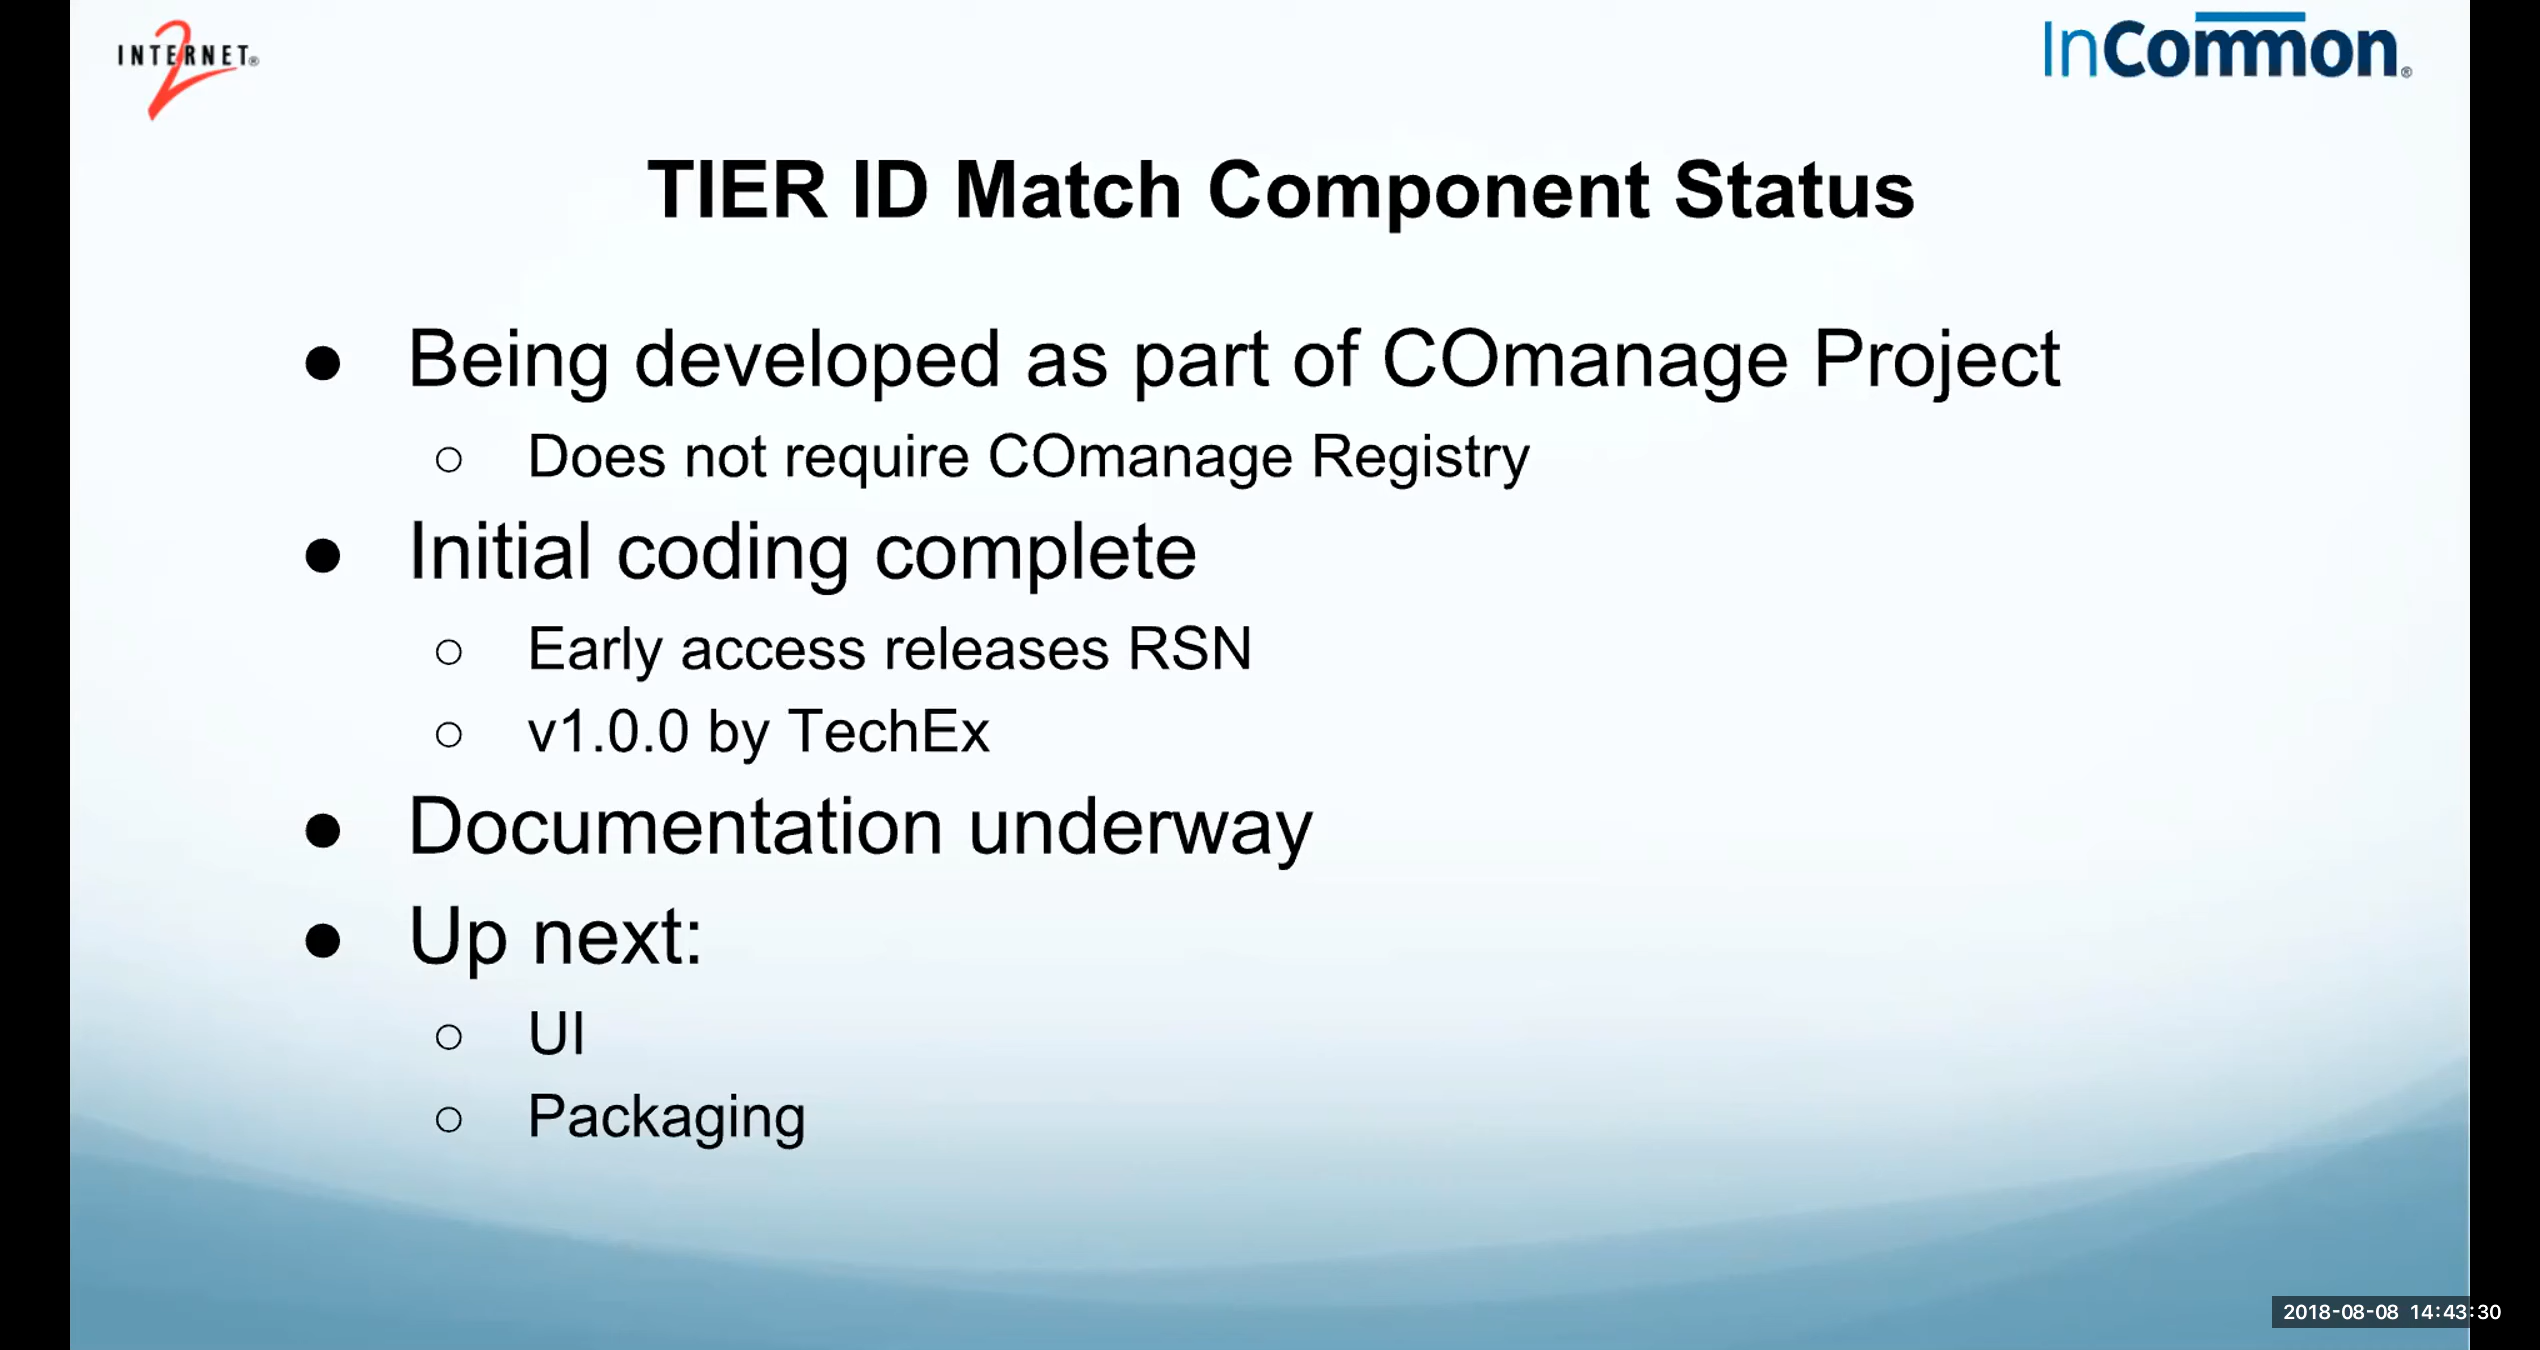 INTERNET®
2
InCommon®
TIER ID Match Component Status
● Being developed as part of COmanage Project
○ Does not require COmanage Registry
● Initial coding complete
○ Early access releases RSN
○ v1.0.0 by TechEx
● Documentation underway
● Up next:
○ UI
○ Packaging
2018-08-08 14:43:30